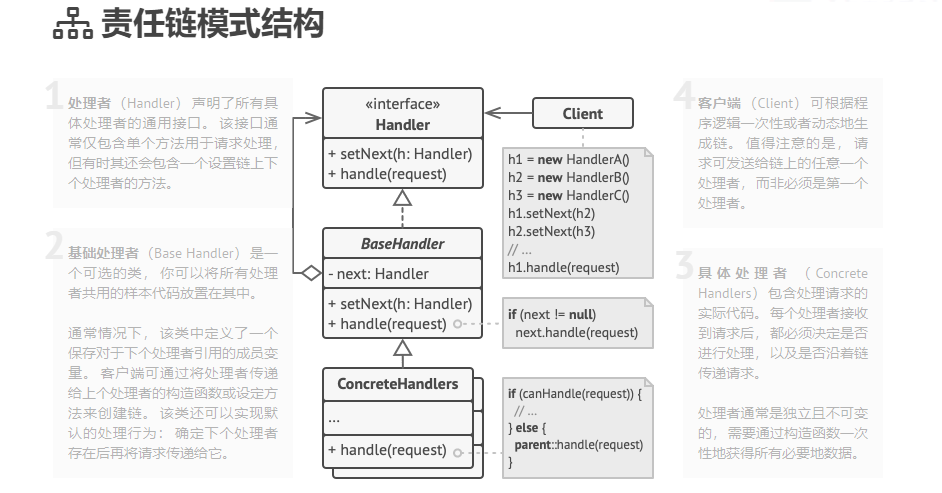 责任链模式结构
1
处理者 （Handler） 声明了所有具
体处理者的通用接口。 该接口通
常仅包含单个方法用于请求处理，
但有时其还会包含一个设置链上下
个处理者的方法。
2
基础处理者 （Base Handler） 是一
个可选的类， 你可以将所有处理
者共用的样本代码放置在其中。
通常情况下， 该类中定义了一个
保存对于下个处理者引用的成员变
量。 客户端可通过将处理者传递
给上个处理者的构造函数或设定方
法来创建链。 该类还可以实现默
认的处理行为： 确定下个处理者
存在后再将请求传递给它。
«interface»
Handler
+ setNext(h: Handler)
+ handle(request)
BaseHandler
- next: Handler
+ setNext(h: Handler)
+ handle(request)
ConcreteHandlers
...
+ handle(request)
Client
h1 = new HandlerA()
h2 = new HandlerB()
h3 = new HandlerC()
h1.setNext(h2)
h2.setNext(h3)
// ...
h1.handle(request)
if (next != null)
next.handle(request)
if (canHandle(request)) {
// ...
} else {
parent::handle(request)
}
4
客户端 （Client） 可根据程
序逻辑一次性或者动态地生
成链。 值得注意的是， 请
求可发送给链上的任意一个
处理者， 而非必须是第一个
处理者。
3
具体处理者 （Concrete
Handlers） 包含处理请求的
实际代码。 每个处理者接收
到请求后， 都必须决定是否
进行处理， 以及是否沿着链
传递请求。
处理者通常是独立且不可变
的， 需要通过构造函数一次
性地获得所有必要地数据。